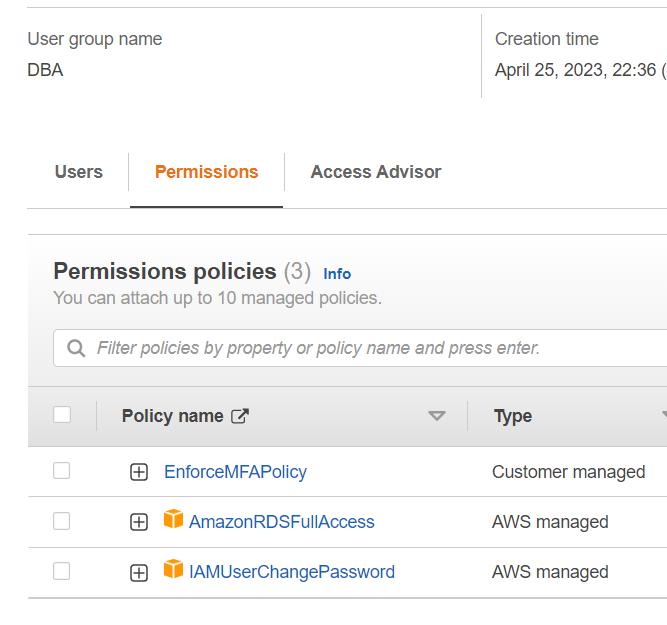 User group name
Creation time
DBA
April 25, 2023, 22:36 (
Users
Permissions
Access Advisor
Permissions policies (3) Info
You can attach up to 10 managed policies.
Filter policies by property or policy name and press enter.
Policy name
Type
EnforceMFAPolicy
Customer managed
AmazonRDSFullAccess
AWS managed
IAMUserChangePassword
AWS managed